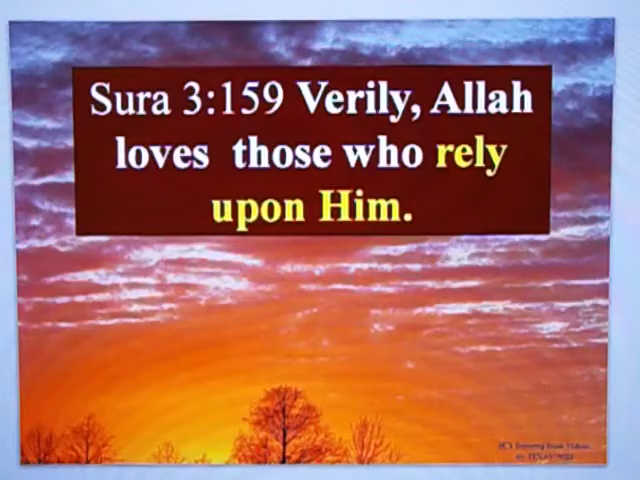 Sura 3:159 Verily, Allah
loves those who rely
upon Him.